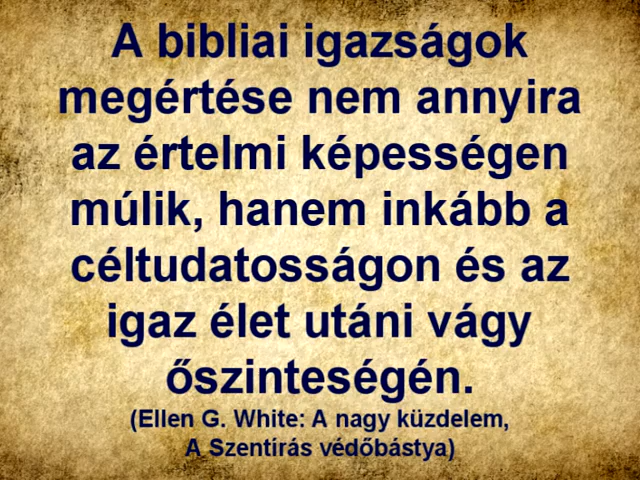 A bibliai igazságok
megértése nem annyira
az értelmi képességen
múlik, hanem inkább a
céltudatosságon és az
igaz élet utáni vágy
őszinteségén.
(Ellen G. White: A nagy küzdelem,
A Szentírás védőbástya)